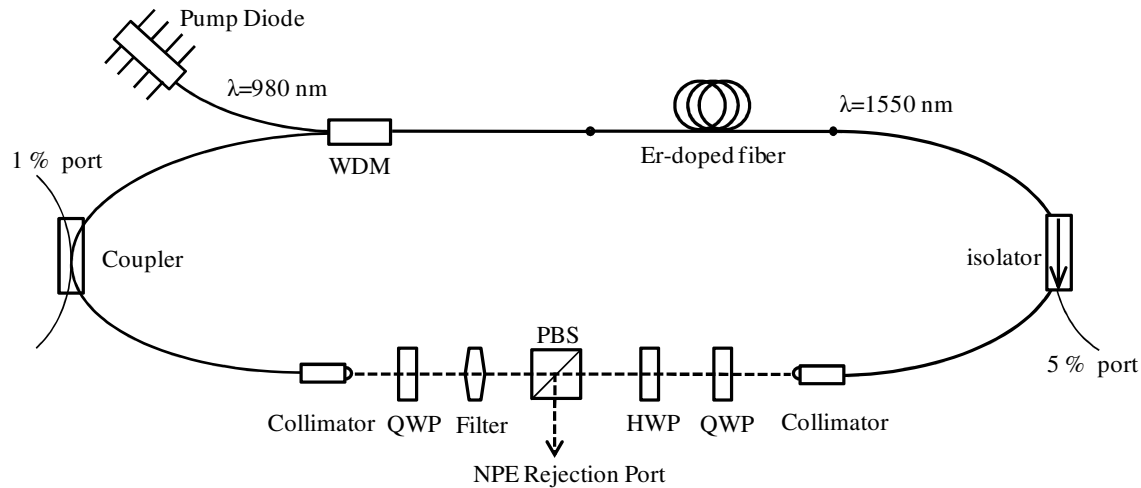 Pump Diode
λ=980 nm
λ=1550 nm
1 % port
WDM
Er-doped fiber
Coupler
isolator
PBS
5 % port
Collimator
QWP
Filter
HWP
QWP
Collimator
NPE Rejection Port